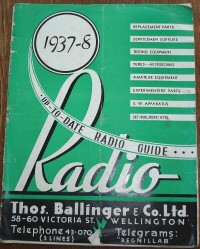 1937-8
REPLACEMENT PARTS
SERVICEMEN SUPPLIES
TESTING EQUIPMENT
TUBES - ACCESSORIES
AMATEUR EQUIPMENT
EXPERIMENTERS PARTS
S. W. APPARATUS
SET-BUILDERS' KITS
UP-TO-DATE RADIO GUIDE
Radio
Thos. Ballinger & Co. Ltd.
58-60 VICTORIA ST. WELLINGTON
Telephone 43-070
(3 LINES)
Telegrams:
"REGNILLAB"